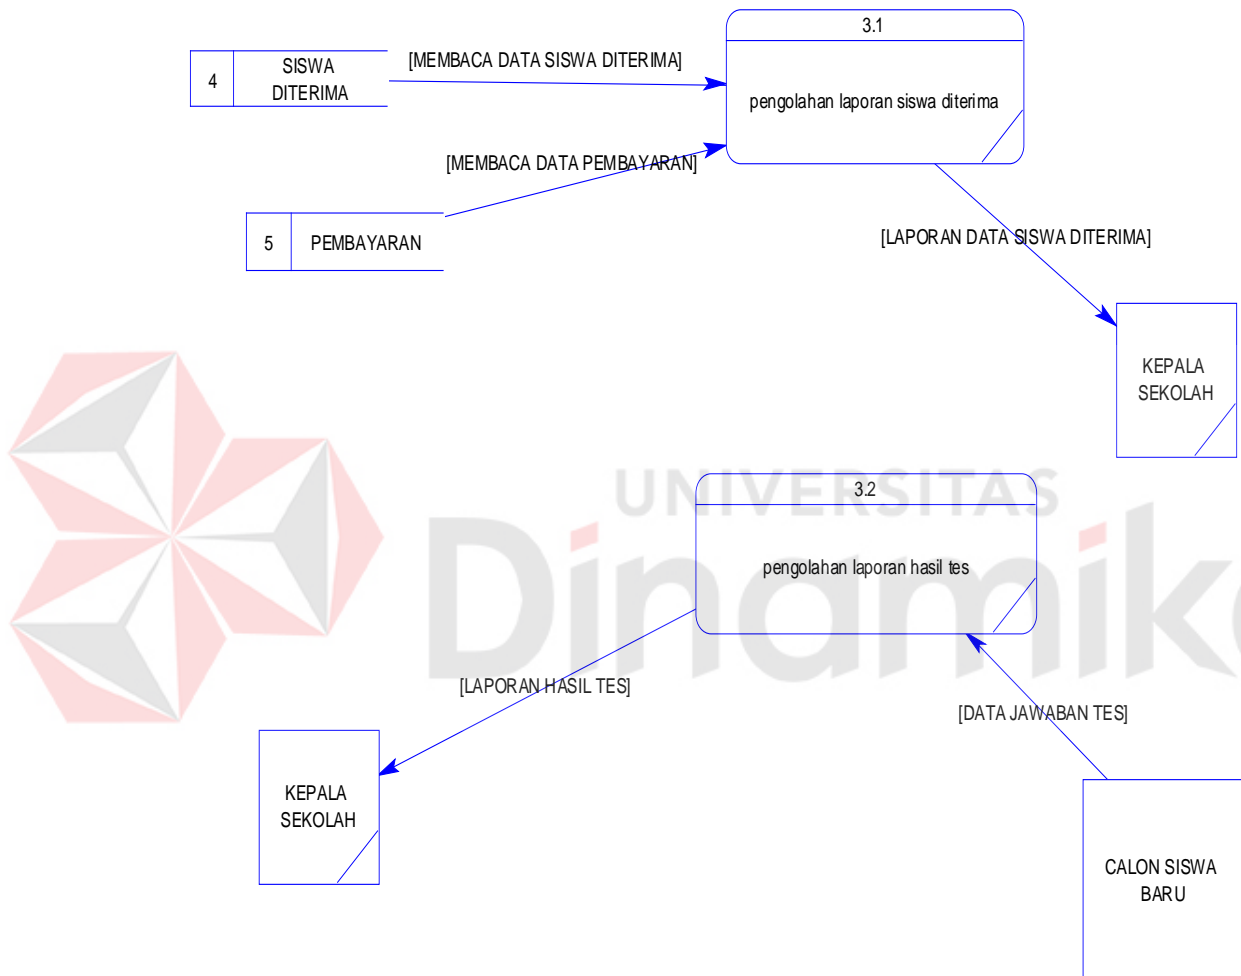 3.1
[MEMBACA DATA SISWA DITERIMA]
4
SISWA
DITERIMA
pengolahan laporan siswa diterima
[MEMBACA DATA PEMBAYARAN]
5
PEMBAYARAN
[LAPORAN DATA SISWA DITERIMA]
KEPALA
SEKOLAH
UNIVERSITAS
Dinamika
3.2
pengolahan laporan hasil tes
[LAPORAN HASIL TES]
[DATA JAWABAN TES]
KEPALA
SEKOLAH
CALON SISWA
BARU